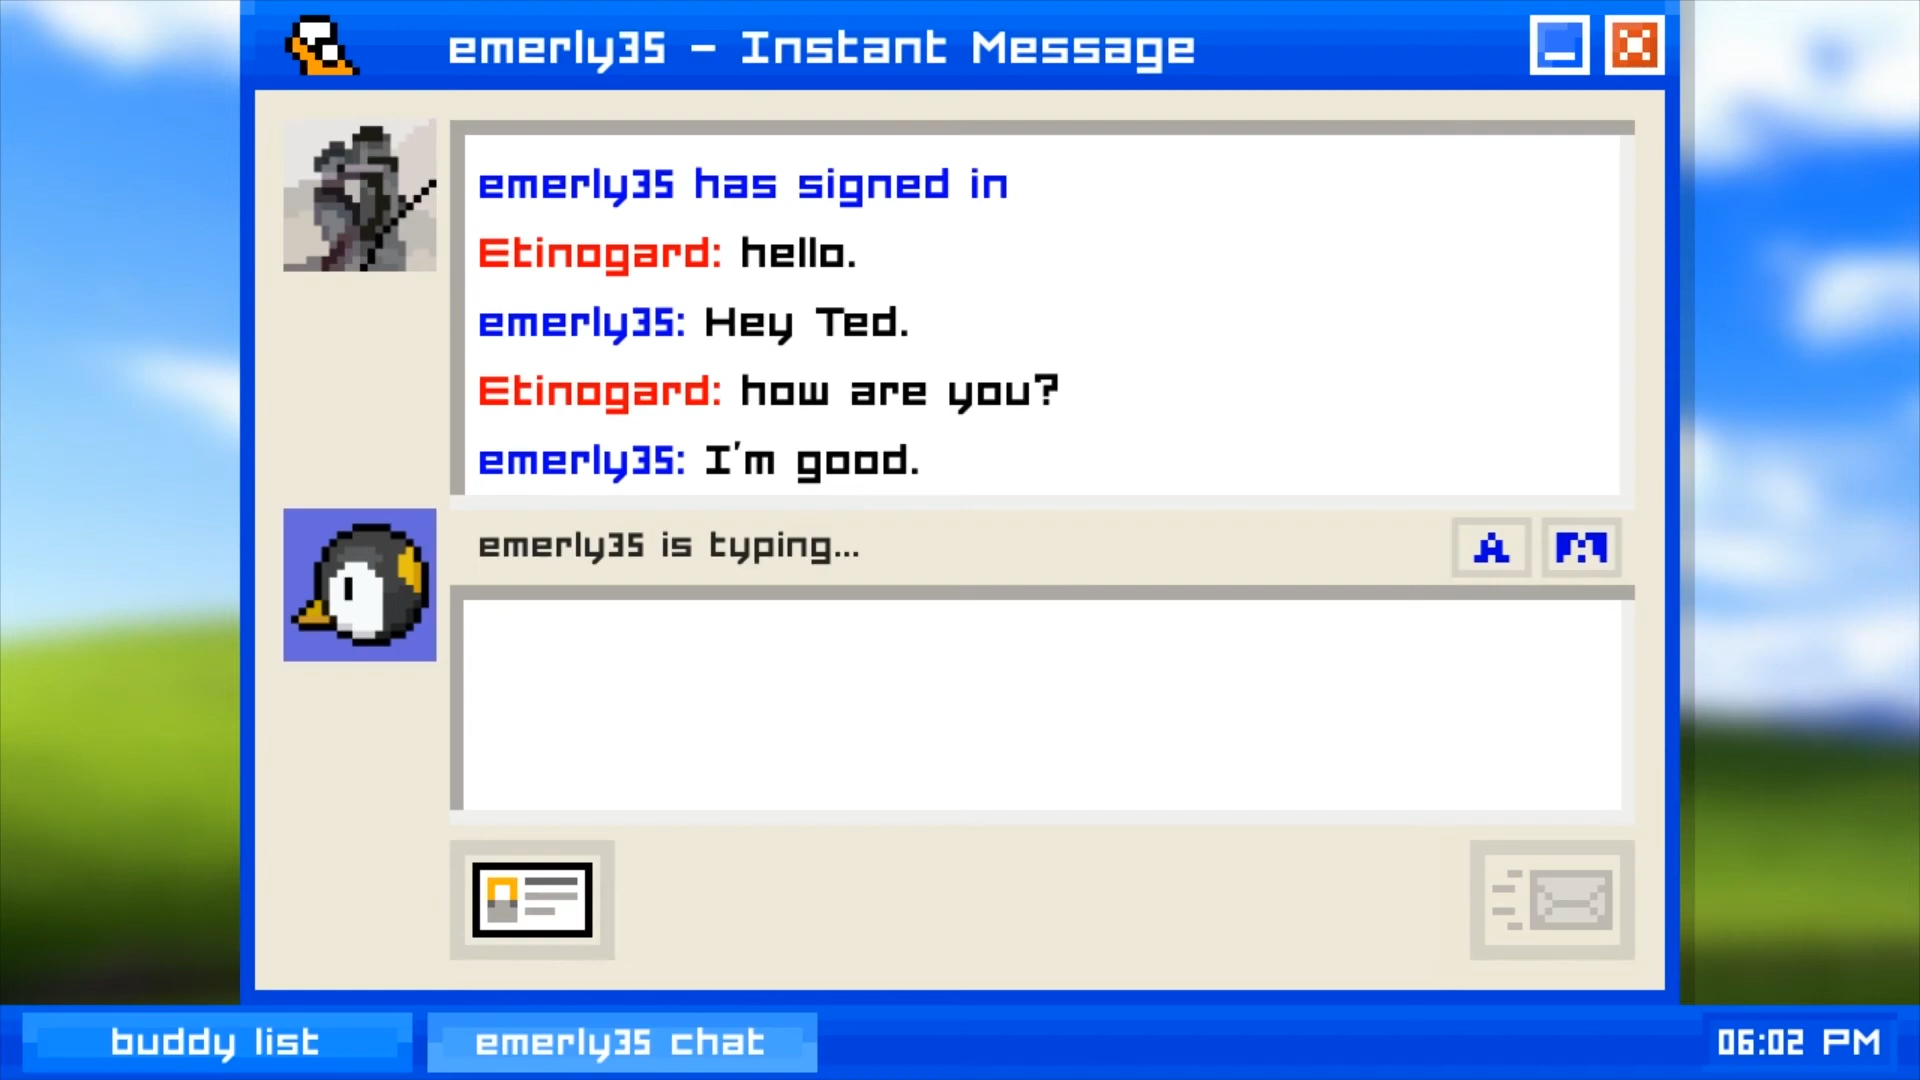 emerly35 - Instant Message
emerly35 has signed in
Etinogard: hello.
emerly35: Hey Ted.
Etinogard: how are you?
emerly35: I'm good.
emerly35 is typing...
A
buddy list
emerly35 chat
06:02 PM